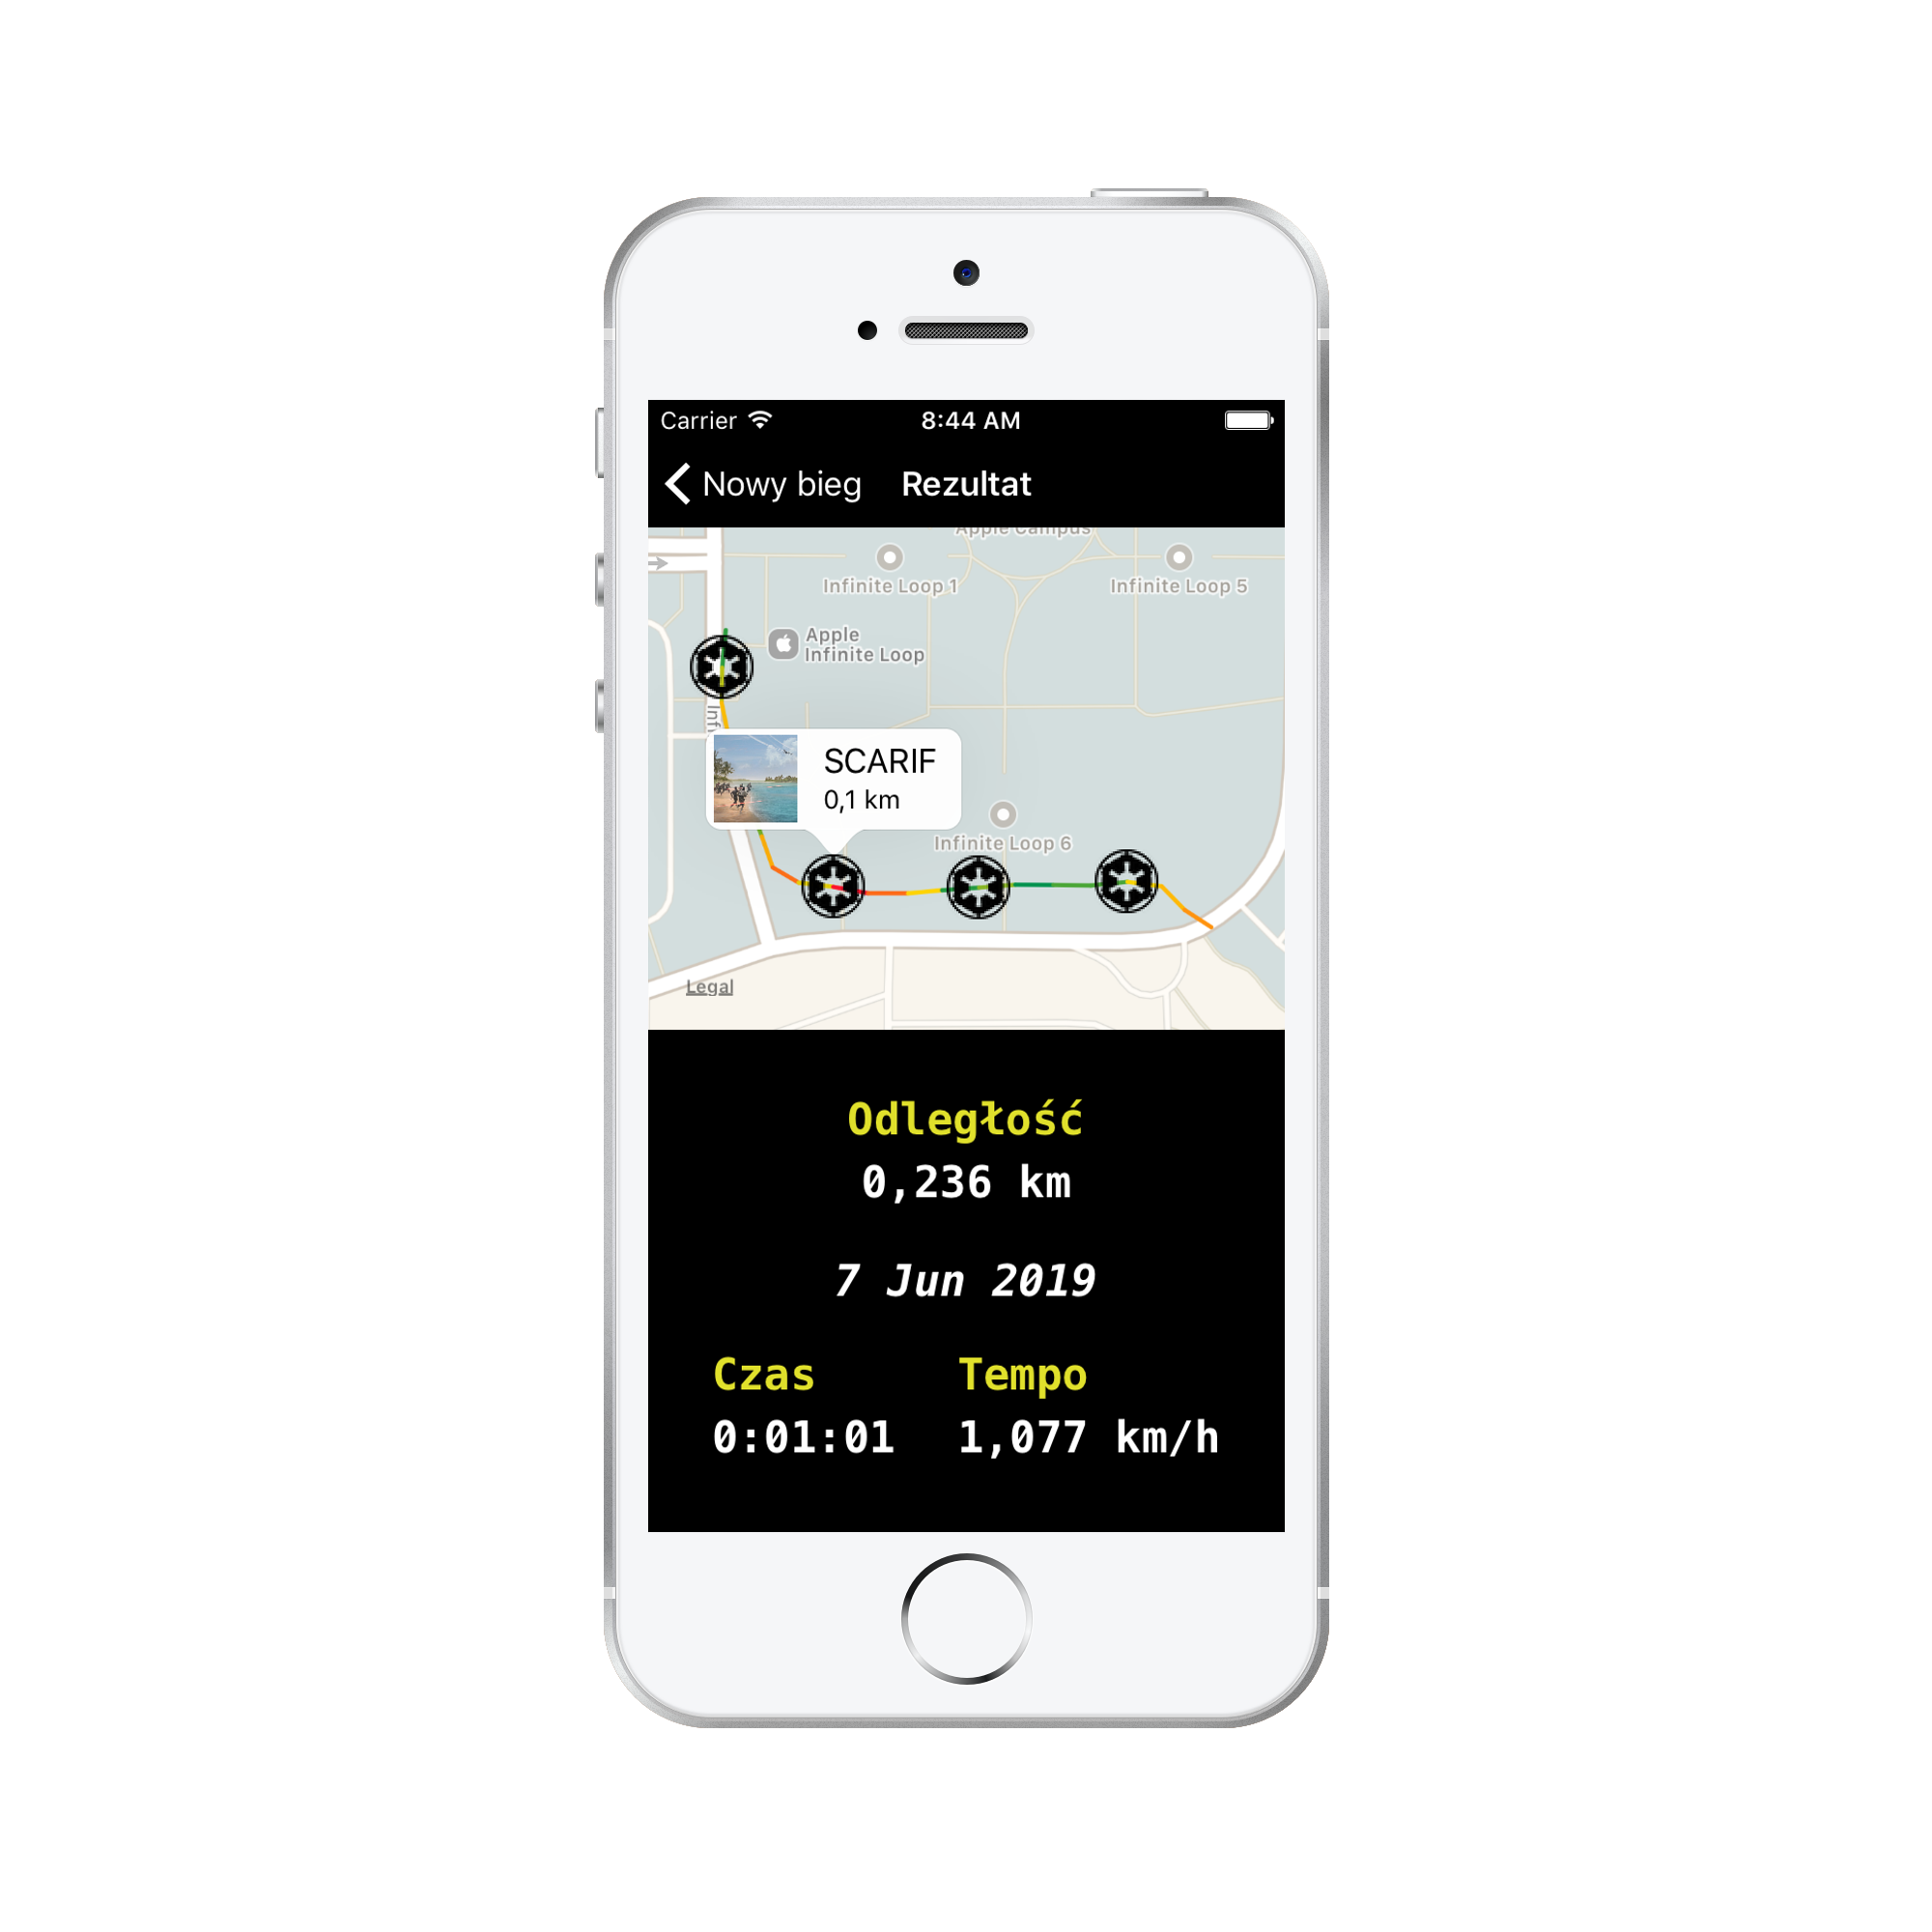 Carrier 8:44 AM
Nowy bieg Rezultat
Apple Campus
Infinite Loop 1
Infinite Loop 5
Apple
Infinite Loop
Inf
SCARIF
0,1 km
Infinite Loop 6
Legal
Odległość
0,236 km
7 Jun 2019
Czas Tempo
0:01:01 1,077 km/h